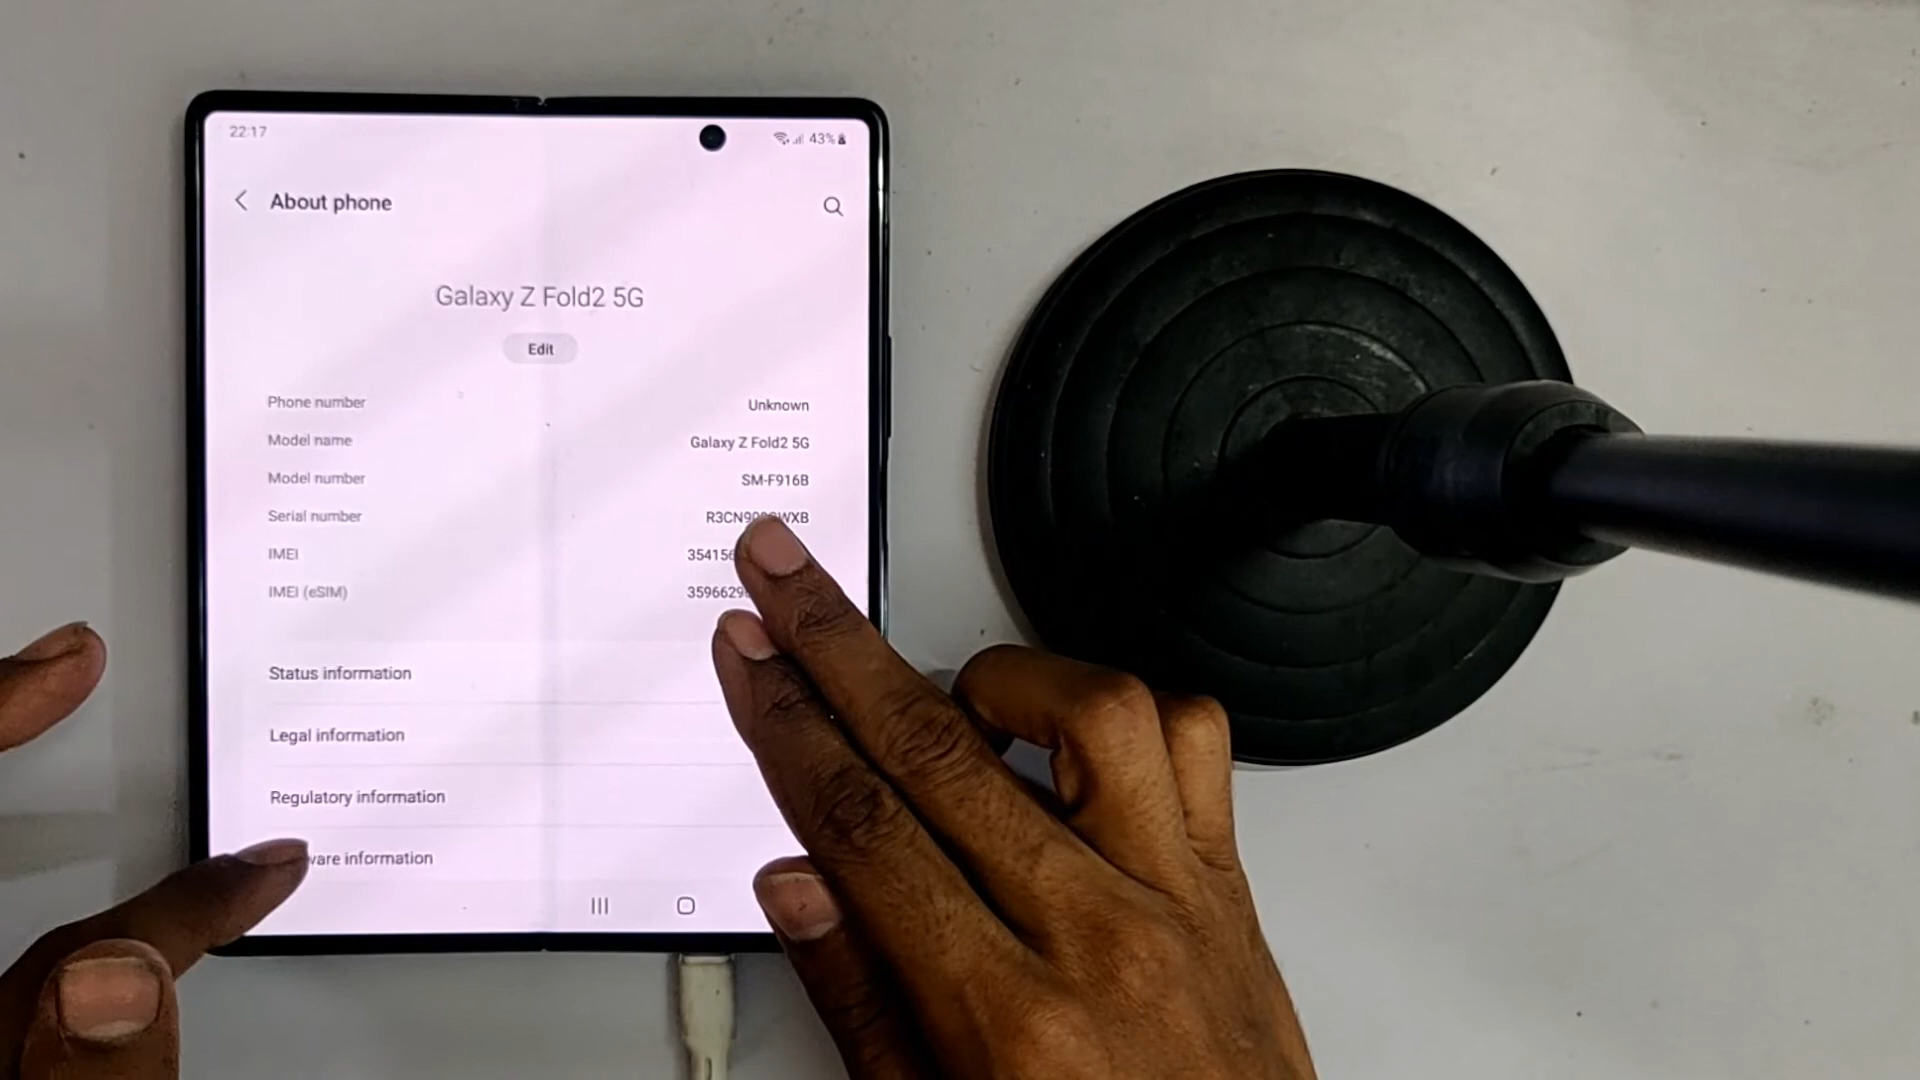 22:17
43%
About phone
Galaxy Z Fold2 5G
Edit
Phone number Unknown
Model name Galaxy Z Fold2 5G
Model number SM-F916B
Serial number
IMEI
IMEI (eSIM)
Status information
Legal information
Regulatory information
information